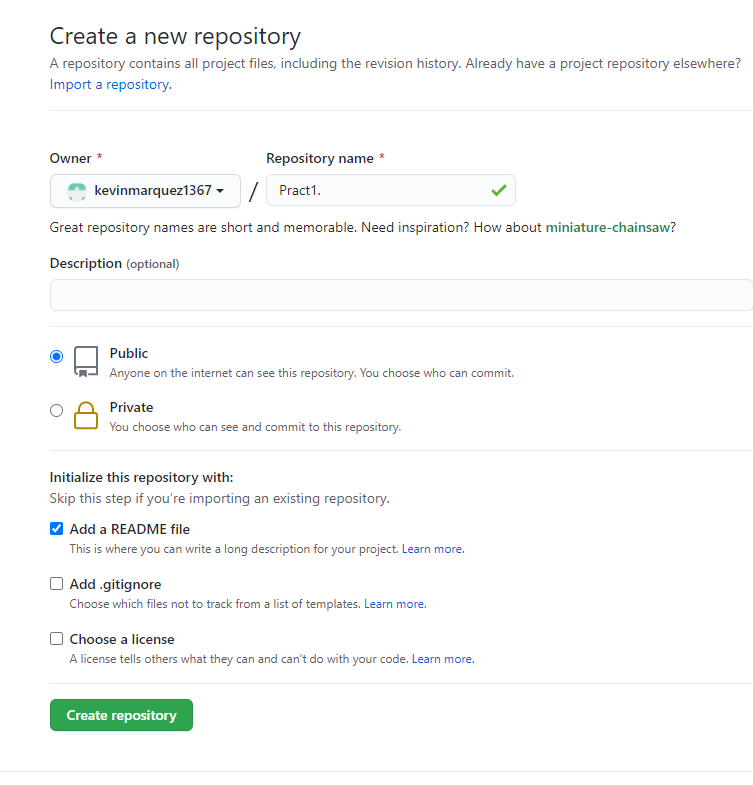 Create a new repository
A repository contains all project files, including the revision history. Already have a project repository elsewhere?
Import a repository.
Owner * Repository name *
kevinmarquez1367 / Pract1.
Great repository names are short and memorable. Need inspiration? How about miniature-chainsaw?
Description (optional)
Public
Anyone on the internet can see this repository. You choose who can commit.
Private
You choose who can see and commit to this repository.
Initialize this repository with:
Skip this step if you're importing an existing repository.
Add a README file
This is where you can write a long description for your project. Learn more.
Add .gitignore
Choose which files not to track from a list of templates. Learn more.
Choose a license
A license tells others what they can and can't do with your code. Learn more.
Create repository